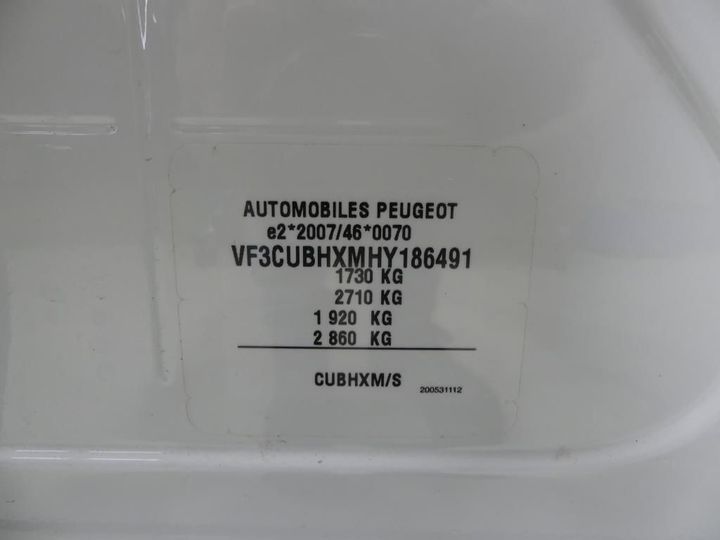 AUTOMOBILES PEUGEOT
e2*2007/46*0070
VF3CUBHXMHY186491
1730 KG
2710 KG
1 920 KG
2 860 KG
CUBHXM/S
200531112